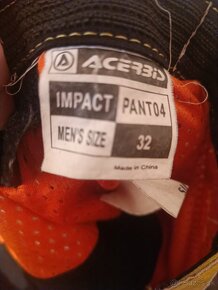 ACERBIS
IMPACT PANT04
MEN'S SIZE 32
Made in China